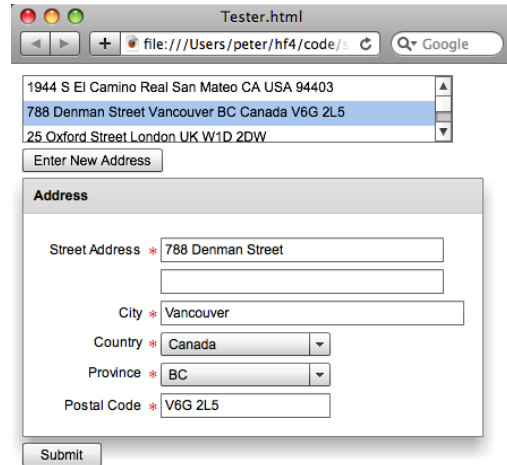 Tester.html
file:///Users/peter/hf4/code/s
Google
1944 S El Camino Real San Mateo CA USA 94403
788 Denman Street Vancouver BC Canada V6G 2L5
25 Oxford Street London UK W1D 2DW
Enter New Address
Address
Street Address * 788 Denman Street
City * Vancouver
Country * Canada
Province * BC
Postal Code * V6G 2L5
Submit